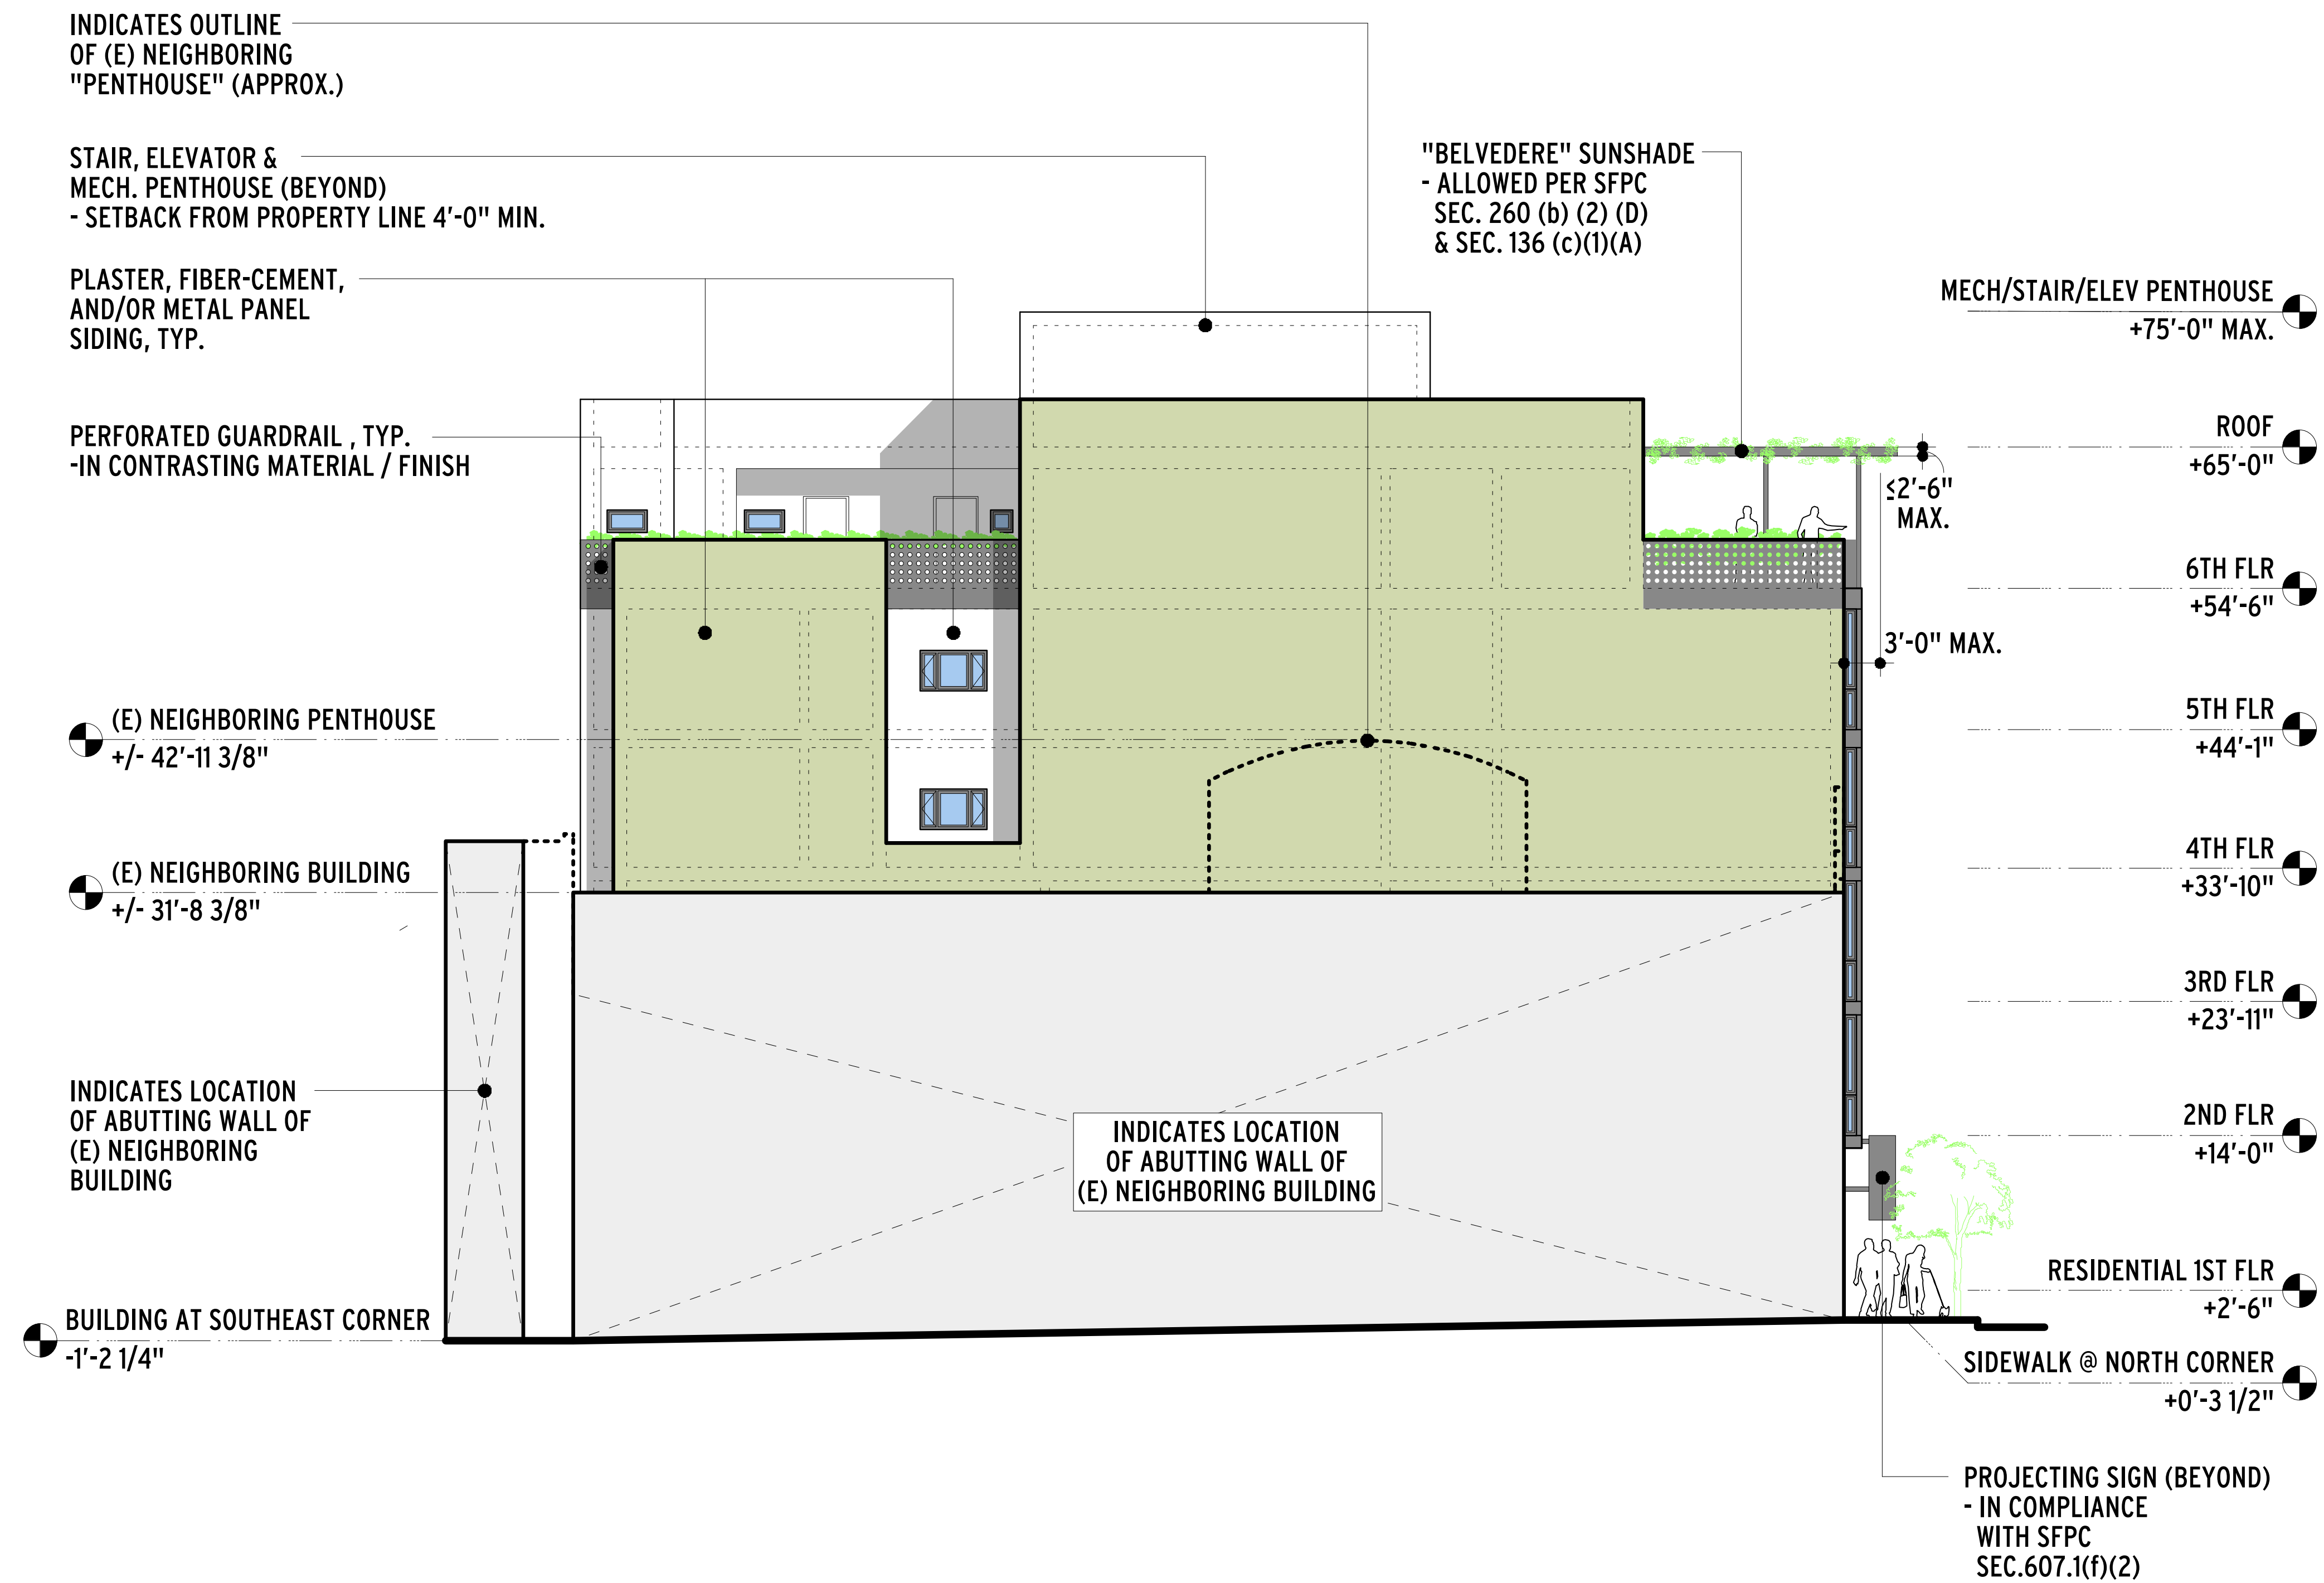 INDICATES OUTLINE
OF (E) NEIGHBORING
"PENTHOUSE" (APPROX.)
STAIR, ELEVATOR &
MECH. PENTHOUSE (BEYOND)
- SETBACK FROM PROPERTY LINE 4'-0" MIN.
PLASTER, FIBER-CEMENT,
AND/OR METAL PANEL
SIDING, TYP.
PERFORATED GUARDRAIL , TYP.
-IN CONTRASTING MATERIAL / FINISH
(E) NEIGHBORING PENTHOUSE
+/- 42'-11 3/8"
(E) NEIGHBORING BUILDING
+/- 31'-8 3/8"
INDICATES LOCATION
OF ABUTTING WALL OF
(E) NEIGHBORING
BUILDING
BUILDING AT SOUTHEAST CORNER
-1'-2 1/4"
INDICATES LOCATION
OF ABUTTING WALL OF
(E) NEIGHBORING BUILDING
"BELVEDERE" SUNSHADE
- ALLOWED PER SFPC
SEC. 260 (b) (2) (D)
& SEC. 136 (c)(1)(A)
≤2'-6"
MAX.
3'-0" MAX.
MECH/STAIR/ELEV PENTHOUSE
+75'-0" MAX.
ROOF
+65'-0"
6TH FLR
+54'-6"
5TH FLR
+44'-1"
4TH FLR
+33'-10"
3RD FLR
+23'-11"
2ND FLR
+14'-0"
RESIDENTIAL 1ST FLR
+2'-6"
SIDEWALK @ NORTH CORNER
+0'-3 1/2"
PROJECTING SIGN (BEYOND)
- IN COMPLIANCE
WITH SFPC
SEC.607.1(f)(2)